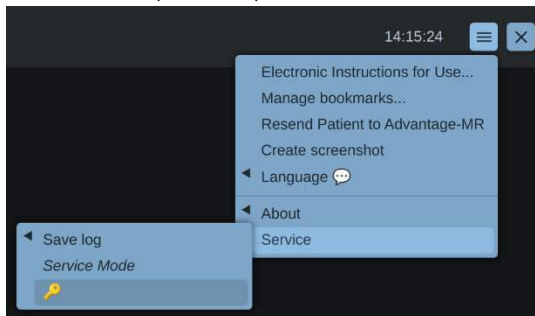 14:15:24
Electronic Instructions for Use...
Manage bookmarks...
Resend Patient to Advantage-MR
Create screenshot
Language
About
Service
Save log
Service Mode